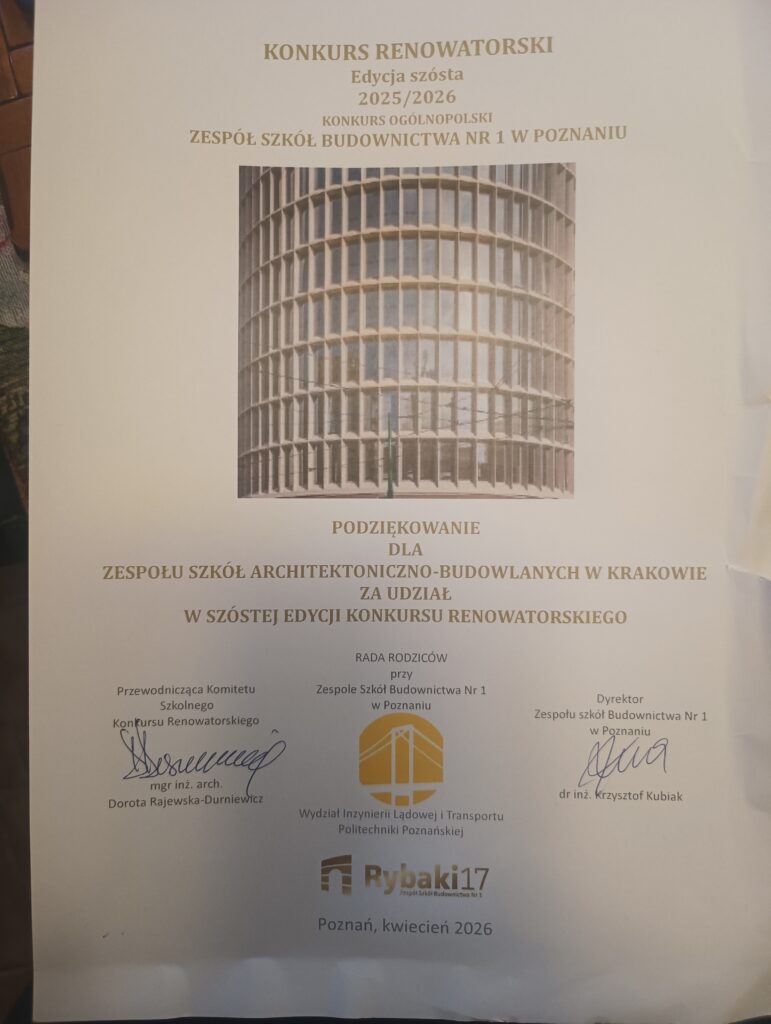 KONKURS RENOWATORSKI
Edycja szósta
2025/2026
KONKURS OGÓLNOPOLSKI
ZESPÓŁ SZKÓŁ BUDOWNICTWA NR 1 W POZNANIU
PODZIĘKOWANIE
DLA
ZESPOŁU SZKÓŁ ARCHITEKTONICZNO-BUDOWLANYCH W KRAKOWIE
ZA UDZIAŁ
W SZÓSTEJ EDYCJI KONKURSU RENOWATORSKIEGO
Przewodnicząca Komitetu
Szkolnego
Konkursu Renowatorskiego
mgr inż. arch.
Dorota Rajewska-Durniewicz
RADA RODZICÓW
przy
Zespole Szkół Budownictwa Nr 1
w Poznaniu
Wydział Inżynierii Lądowej i Transportu
Politechniki Poznańskiej
Dyrektor
Zespołu szkół Budownictwa Nr 1
w Poznaniu
dr inż. Krzysztof Kubiak
Rybaki17
Zespół Szkół Budownictwa Nr 1
Poznań, kwiecień 2026